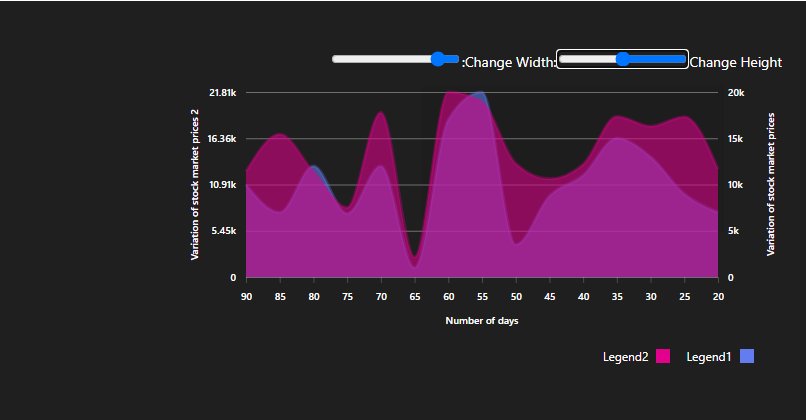 :Change Width: Change Height
21.81k
16.36k
10.91k
5.45k
0
Variation of stock market prices 2
20k
15k
10k
5k
0
Variation of stock market prices
90 85 80 75 70 65 60 55 50 45 40 35 30 25 20
Number of days
Legend2 Legend1